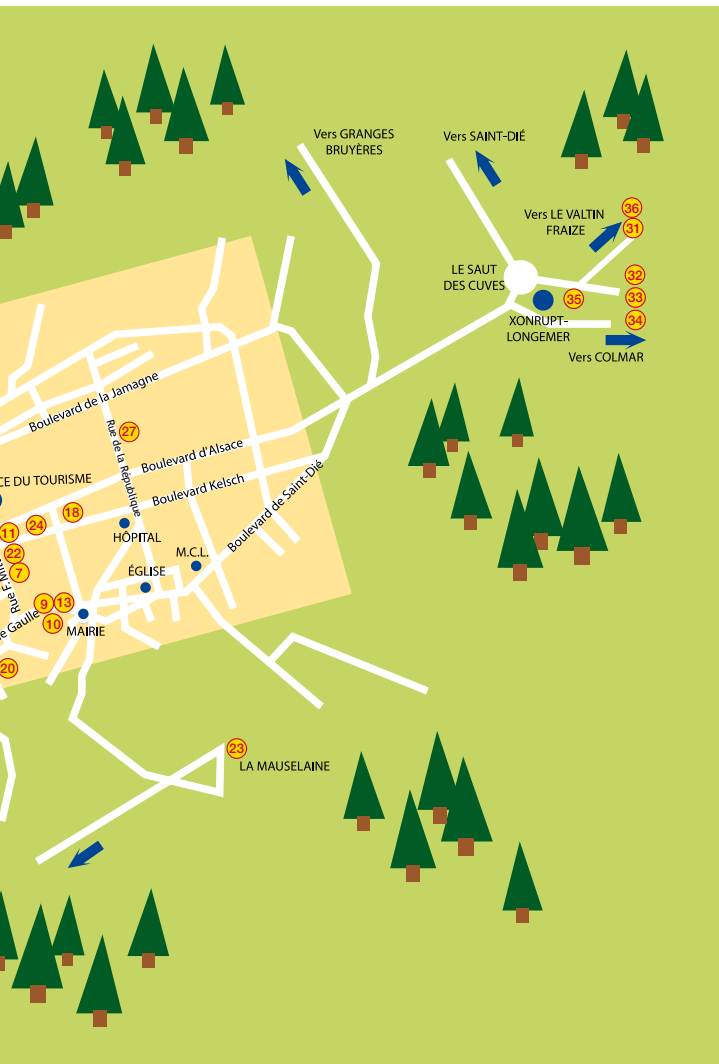 Vers GRANGES
BRUYÈRES
Vers SAINT-DIÉ
36
Vers LE VALTIN
FRAIZE
31
LE SAUT
DES CUVES
32
35
33
XONRUPT-
LONGEMER
34
Vers COLMAR
Boulevard de la Jamagne
27
Rue de la République
Boulevard d'Alsace
CE DU TOURISME
Boulevard Kelsch
Boulevard de Saint-Dié
18
24
11
HÔPITAL
22
M.C.L.
7
ÉGLISE
Rue F.
9
13
e Gaulle
10
MAIRIE
20
23
LA MAUSELAINE